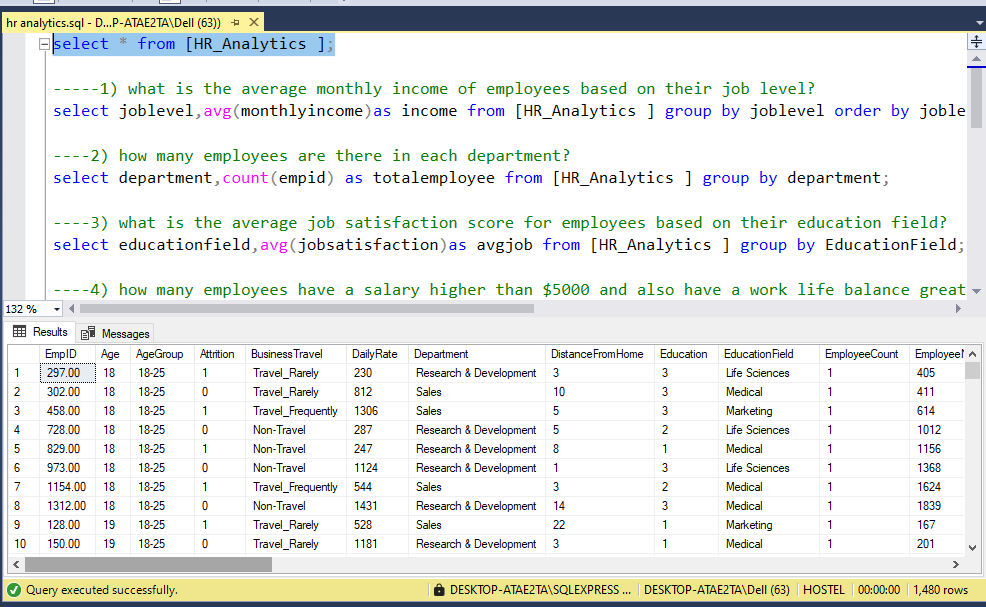 hr analytics.sql - D...P-ATAE2TA\Dell (63))
select * from [HR_Analytics ];
-----1) what is the average monthly income of employees based on their job level?
select joblevel,avg(monthlyincome)as income from [HR_Analytics ] group by joblevel order by joble
----2) how many employees are there in each department?
select department,count(empid) as totalemployee from [HR_Analytics ] group by department;
----3) what is the average job satisfaction score for employees based on their education field?
select educationfield,avg(jobsatisfaction)as avgjob from [HR_Analytics ] group by EducationField;
----4) how many employees have a salary higher than $5000 and also have a work life balance great
132 %
Results Messages
EmpID Age AgeGroup Attrition BusinessTravel DailyRate Department DistanceFromHome Education EducationField EmployeeCount EmployeeN
1 297.00 18 18-25 1 Travel_Rarely 230 Research & Development 3 3 Life Sciences 1 405
2 302.00 18 18-25 0 Travel_Rarely 812 Sales 10 3 Medical 1 411
3 458.00 18 18-25 1 Travel_Frequently 1306 Sales 5 3 Marketing 1 614
4 728.00 18 18-25 0 Non-Travel 287 Research & Development 5 2 Life Sciences 1 1012
5 829.00 18 18-25 1 Non-Travel 247 Research & Development 8 1 Medical 1 1156
6 973.00 18 18-25 0 Non-Travel 1124 Research & Development 1 3 Life Sciences 1 1368
7 1154.00 18 18-25 1 Travel_Frequently 544 Sales 3 2 Medical 1 1624
8 1312.00 18 18-25 0 Non-Travel 1431 Research & Development 14 3 Medical 1 1839
9 128.00 19 18-25 1 Travel_Rarely 528 Sales 22 1 Marketing 1 167
10 150.00 19 18-25 0 Travel_Rarely 1181 Research & Development 3 1 Medical 1 201
Query executed successfully. DESKTOP-ATAE2TA\SQLEXPRESS ... DESKTOP-ATAE2TA\Dell (63) HOSTEL 00:00:00 1,480 rows